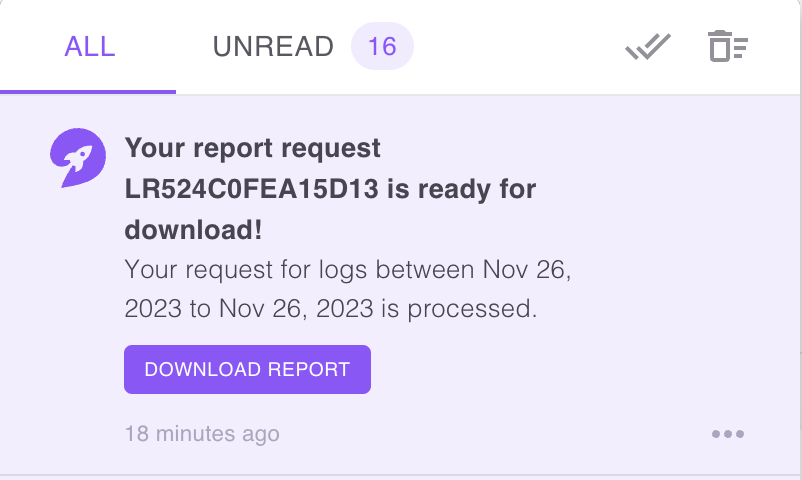 ALL
UNREAD 16
Your report request
LR524C0FEA15D13 is ready for
download!
Your request for logs between Nov 26,
2023 to Nov 26, 2023 is processed.
DOWNLOAD REPORT
18 minutes ago